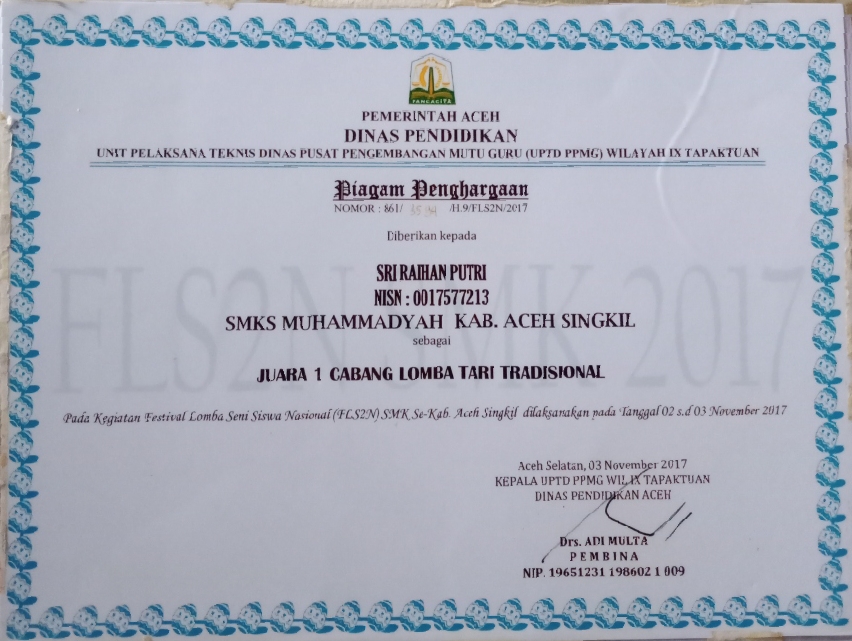 PANCACITA
PEMERINTAH ACEH
DINAS PENDIDIKAN
UNIT PELAKSANA TEKNIS DINAS PUSAT PENGEMBANGAN MUTU GURU (UPTD PPMG) WILAYAH IX TAPAKTUAN
Piagam Penghargaan
NOMOR : 861/ /H.9/FLS2N/2017
Diberikan kepada
SRI RAIHAN PUTRI
NISN : 0017577213
SMKS MUHAMMADYAH KAB. ACEH SINGKIL
sebagai
FLS2N SMK 2017
JUARA 1 CABANG LOMBA TARI TRADISIONAL
Pada Kegiatan Festival Lomba Seni Siswa Nasional (FLS2N) SMK Se-Kab. Aceh Singkil dilaksanakan pada Tanggal 02 s.d 03 November 2017
Aceh Selatan, 03 November 2017
KEPALA UPTD PPMG WIL IX TAPAKTUAN
DINAS PENDIDIKAN ACEH
Drs. ADI MULTA
PEMBINA
NIP. 19651231 198602 1 009